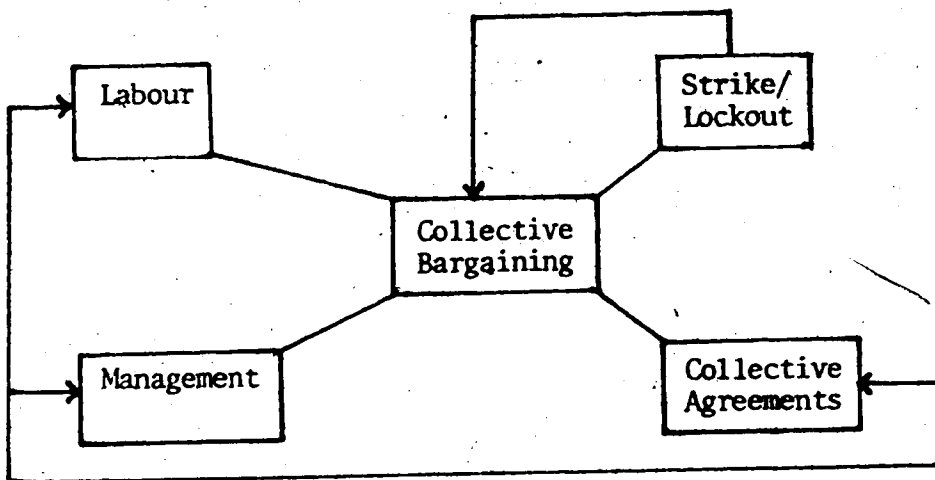 Labour
Strike/
Lockout
Collective
Bargaining
Management
Collective
Agreements